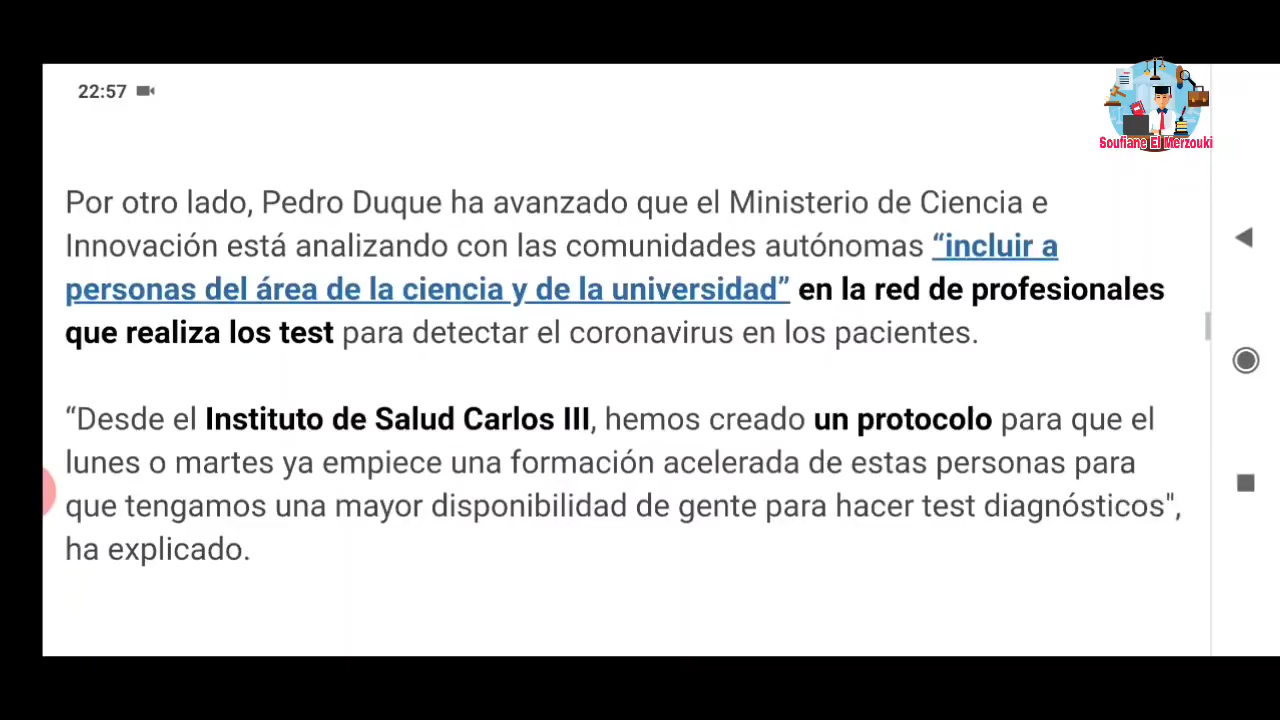 22:57
Soufiane El Merzouki
Por otro lado, Pedro Duque ha avanzado que el Ministerio de Ciencia e
Innovación está analizando con las comunidades autónomas “incluir a
personas del área de la ciencia y de la universidad” en la red de profesionales
que realiza los test para detectar el coronavirus en los pacientes.
“Desde el Instituto de Salud Carlos III, hemos creado un protocolo para que el
lunes o martes ya empiece una formación acelerada de estas personas para
que tengamos una mayor disponibilidad de gente para hacer test diagnósticos",
ha explicado.